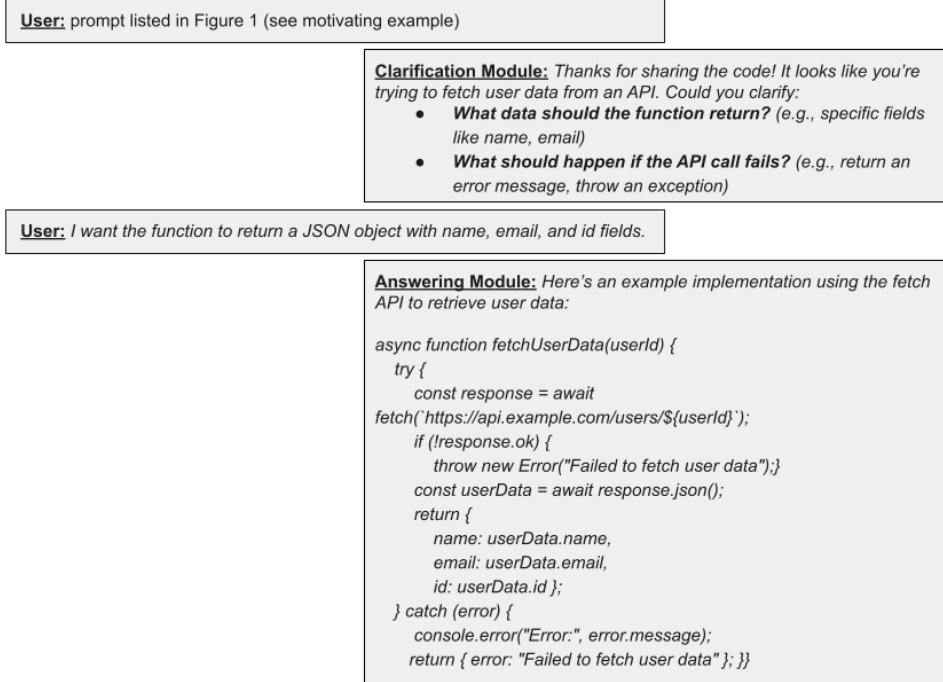 User: prompt listed in Figure 1 (see motivating example)
Clarification Module: Thanks for sharing the code! It looks like you're
trying to fetch user data from an API. Could you clarify:
● What data should the function return? (e.g., specific fields
like name, email)
● What should happen if the API call fails? (e.g., return an
error message, throw an exception)
User: I want the function to return a JSON object with name, email, and id fields.
Answering Module: Here's an example implementation using the fetch
API to retrieve user data:
async function fetchUserData(userId) {
try {
const response = await
fetch(`https://api.example.com/users/${userId}`);
if (!response.ok) {
throw new Error("Failed to fetch user data");}
const userData = await response.json();
return {
name: userData.name,
email: userData.email,
id: userData.id };
} catch (error) {
console.error("Error:", error.message);
return { error: "Failed to fetch user data" }; }}